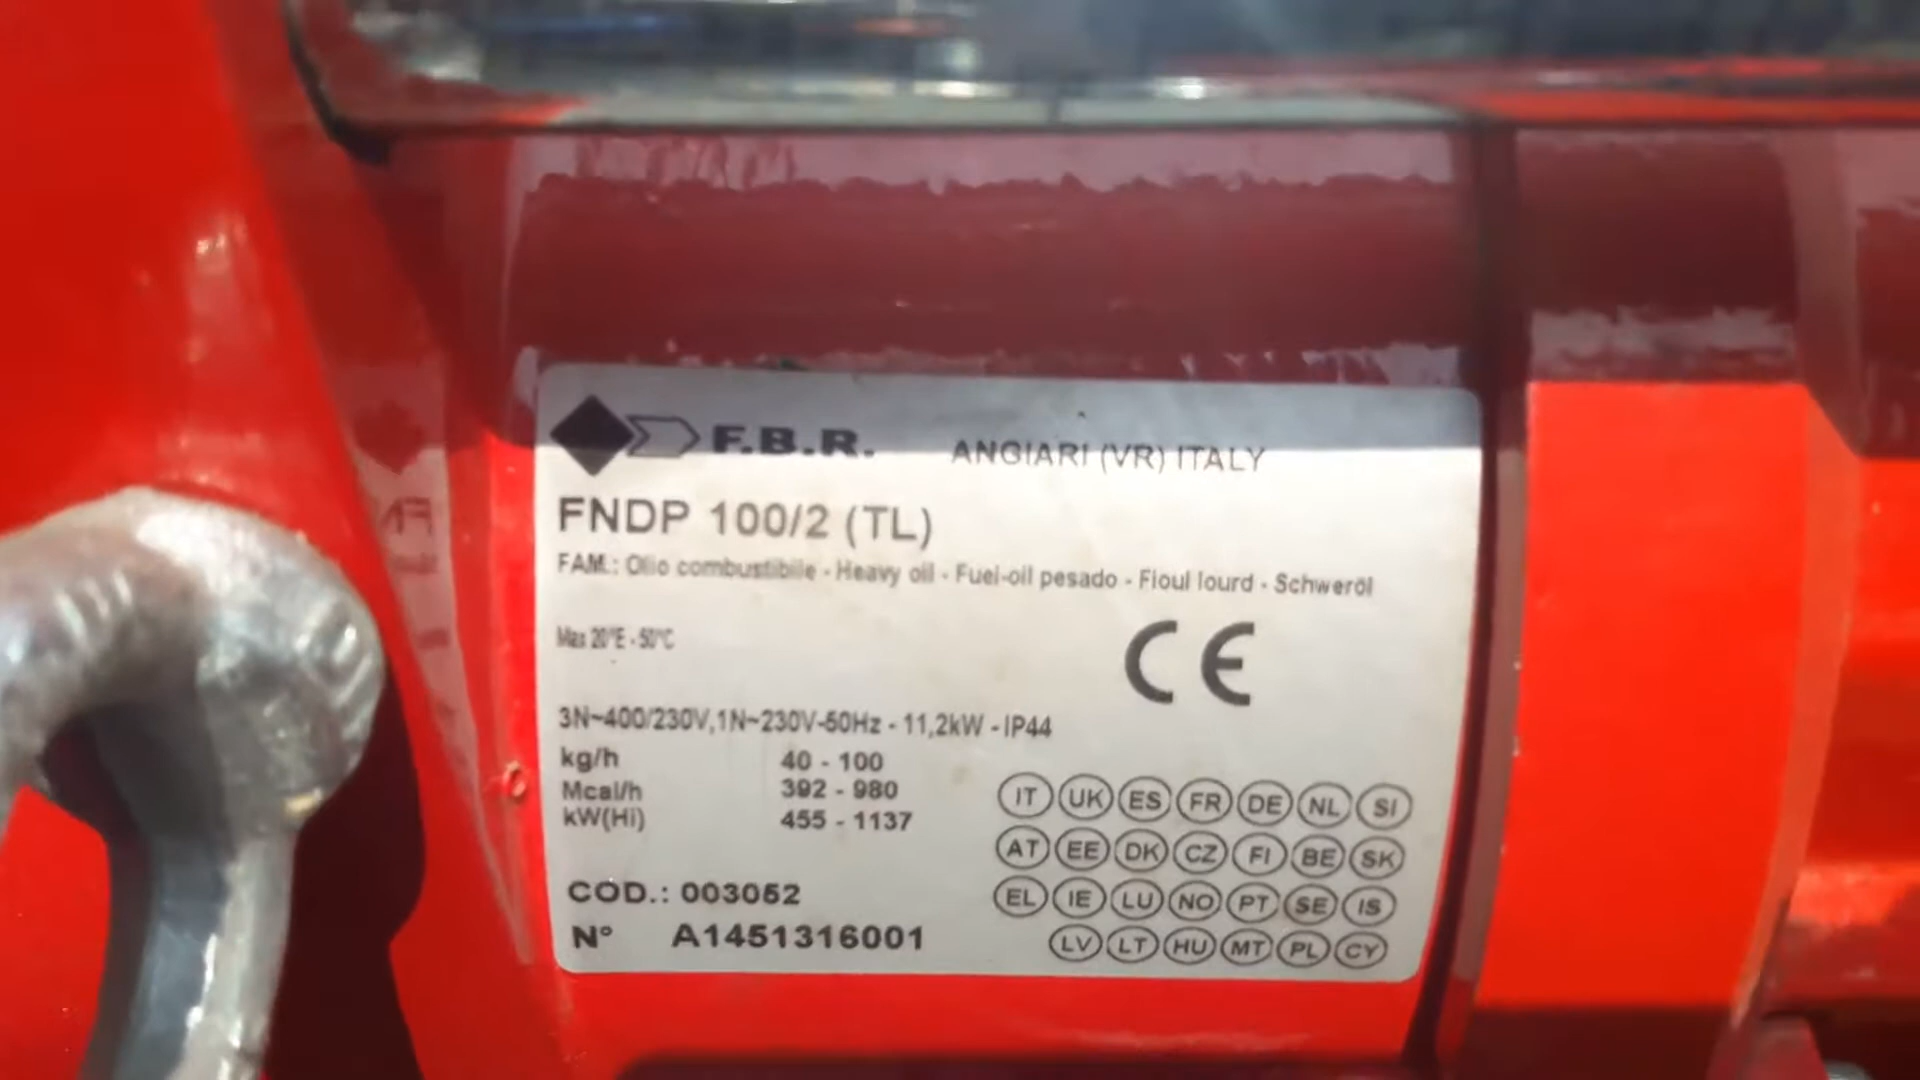 F.B.R. ANGIARI (VR) ITALY
FNDP 100/2 (TL)
FAM.: Olio combustibile - Heavy oil - Fuel-oil pesado - Fioul lourd - Schweröl
Max 20°E - 50°C
CE
3N~400/230V,1N~230V-50Hz - 11,2kW - IP44
kg/h 40 - 100
Mcal/h 392 - 980
kW(Hi) 455 - 1137
IT UK ES FR DE NL SI
AT EE DK CZ FI BE SK
EL IE LU NO PT SE IS
LV LT HU MT PL CY
COD.: 003052
N° A1451316001